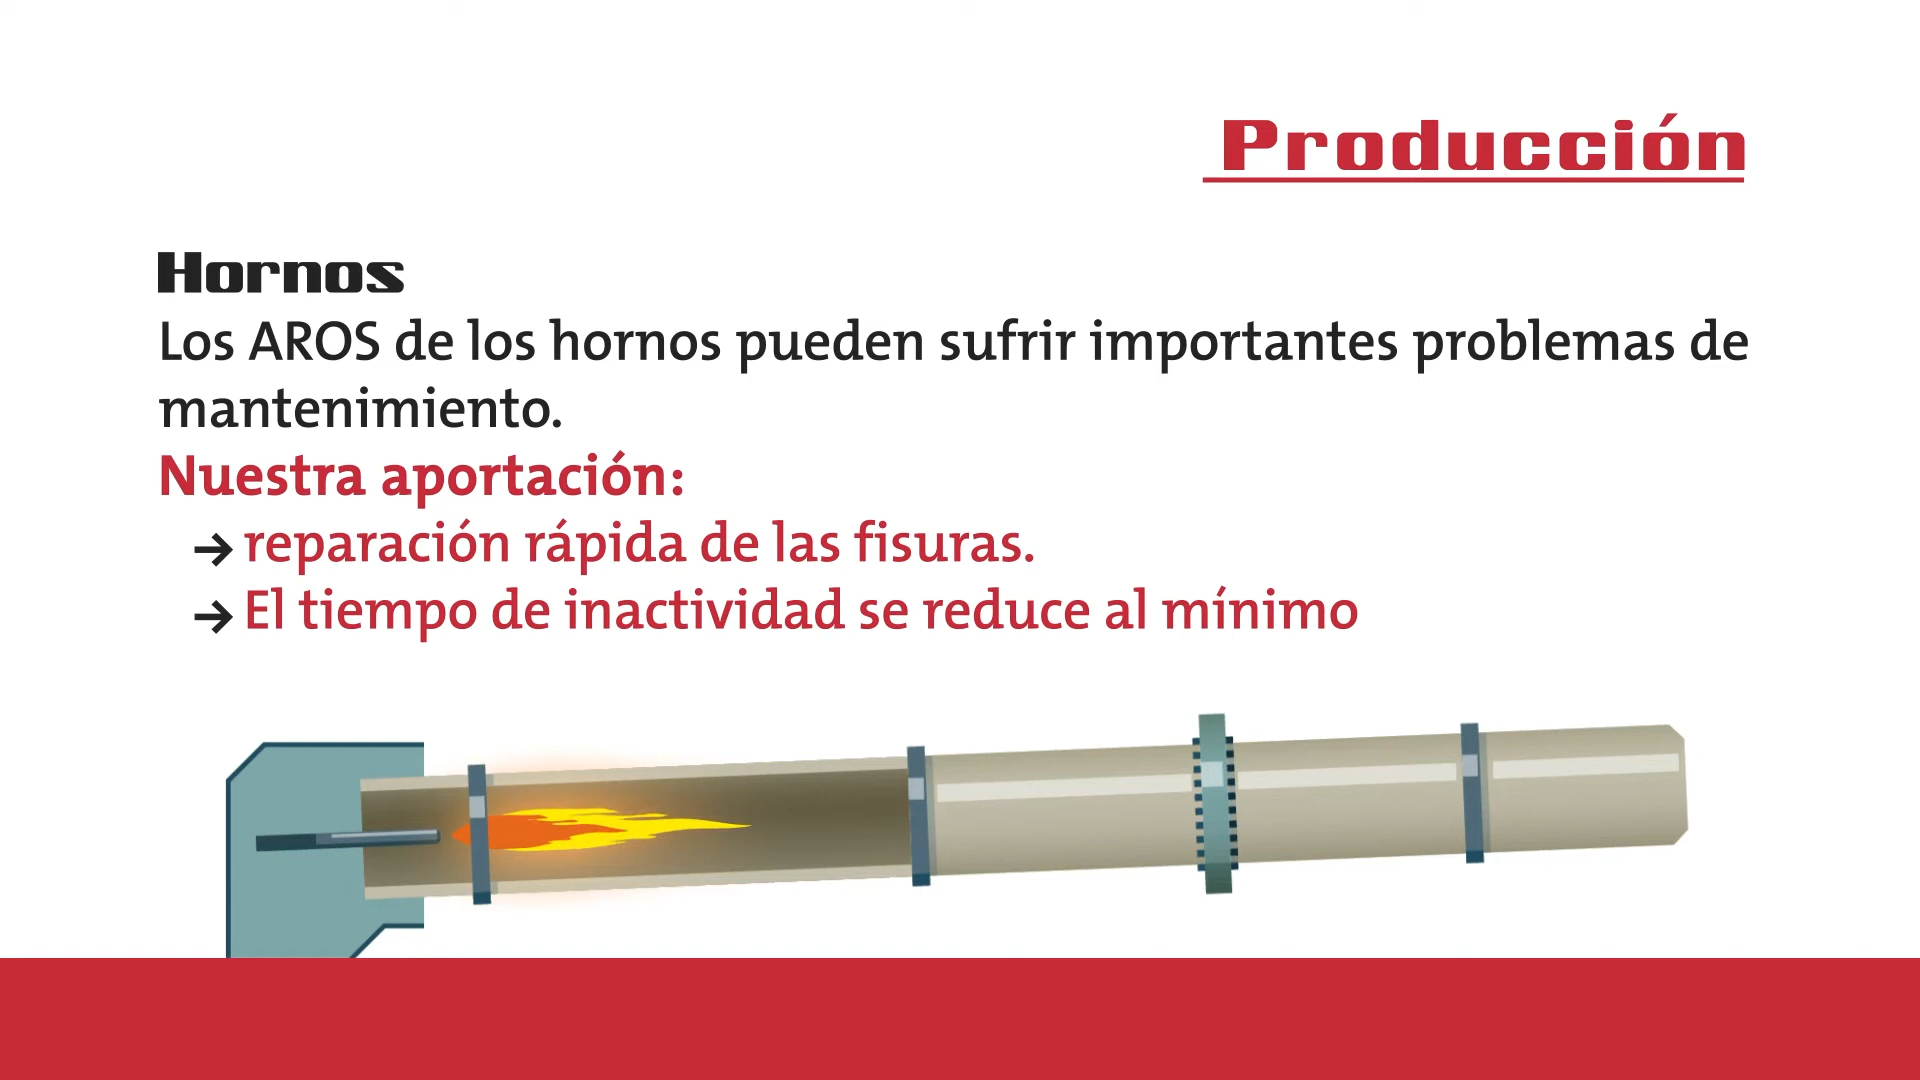 Producción
Hornos
Los AROS de los hornos pueden sufrir importantes problemas de
mantenimiento.
Nuestra aportación:
→ reparación rápida de las fisuras.
→ El tiempo de inactividad se reduce al mínimo